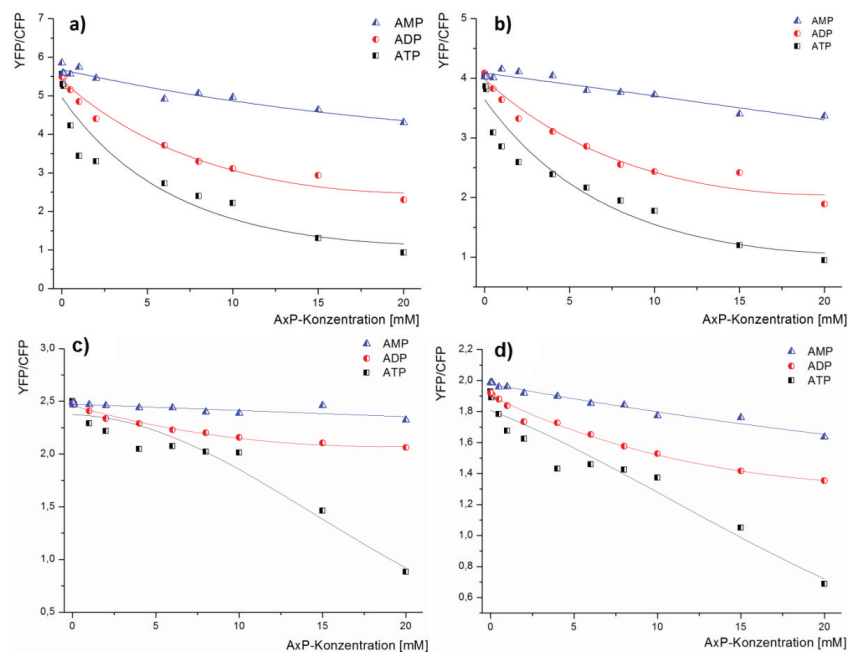 a)
AMP
ADP
ATP
YFP/CFP
7
6
5
4
3
2
1
0
0 5 10 15 20
AxP-Konzentration [mM]
b)
AMP
ADP
ATP
YFP/CFP
5
4
3
2
1
0 5 10 15 20
AxP-Konzentration [mM]
c)
AMP
ADP
ATP
YFP/CFP
3,0
2,5
2,0
1,5
1,0
0,5
0 5 10 15 20
AxP-Konzentration [mM]
d)
AMP
ADP
ATP
YFP/CFP
2,2
2,0
1,8
1,6
1,4
1,2
1,0
0,8
0,6
0 5 10 15 20
AxP-Konzentration [mM]